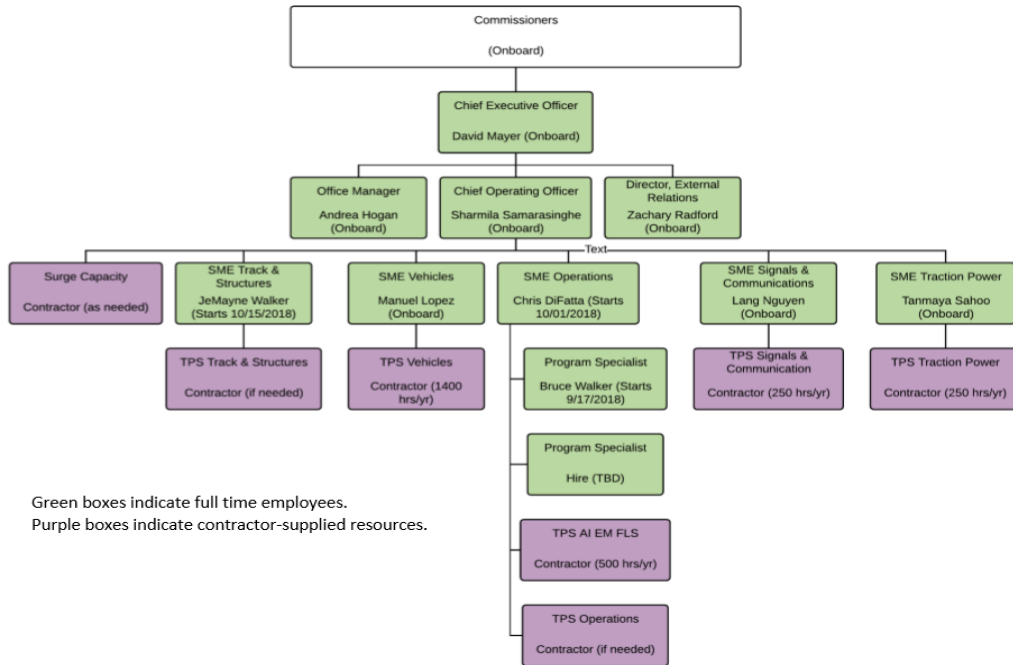 Commissioners
(Onboard)
Chief Executive Officer
David Mayer (Onboard)
Office Manager
Andrea Hogan
(Onboard)
Chief Operating Officer
Sharmila Samarasinghe
(Onboard)
Director, External
Relations
Zachary Radford
(Onboard)
Text
Surge Capacity
Contractor (as needed)
SME Track &
Structures
JeMayne Walker
(Starts 10/15/2018)
SME Vehicles
Manuel Lopez
(Onboard)
SME Operations
Chris DiFatta (Starts
10/01/2018)
SME Signals &
Communications
Lang Nguyen
(Onboard)
SME Traction Power
Tanmaya Sahoo
(Onboard)
TPS Track & Structures
Contractor (if needed)
TPS Vehicles
Contractor (1400
hrs/yr)
Program Specialist
Bruce Walker (Starts
9/17/2018)
TPS Signals &
Communication
Contractor (250 hrs/yr)
TPS Traction Power
Contractor (250 hrs/yr)
Program Specialist
Hire (TBD)
TPS AI EM FLS
Contractor (500 hrs/yr)
TPS Operations
Contractor (if needed)
Green boxes indicate full time employees.
Purple boxes indicate contractor-supplied resources.